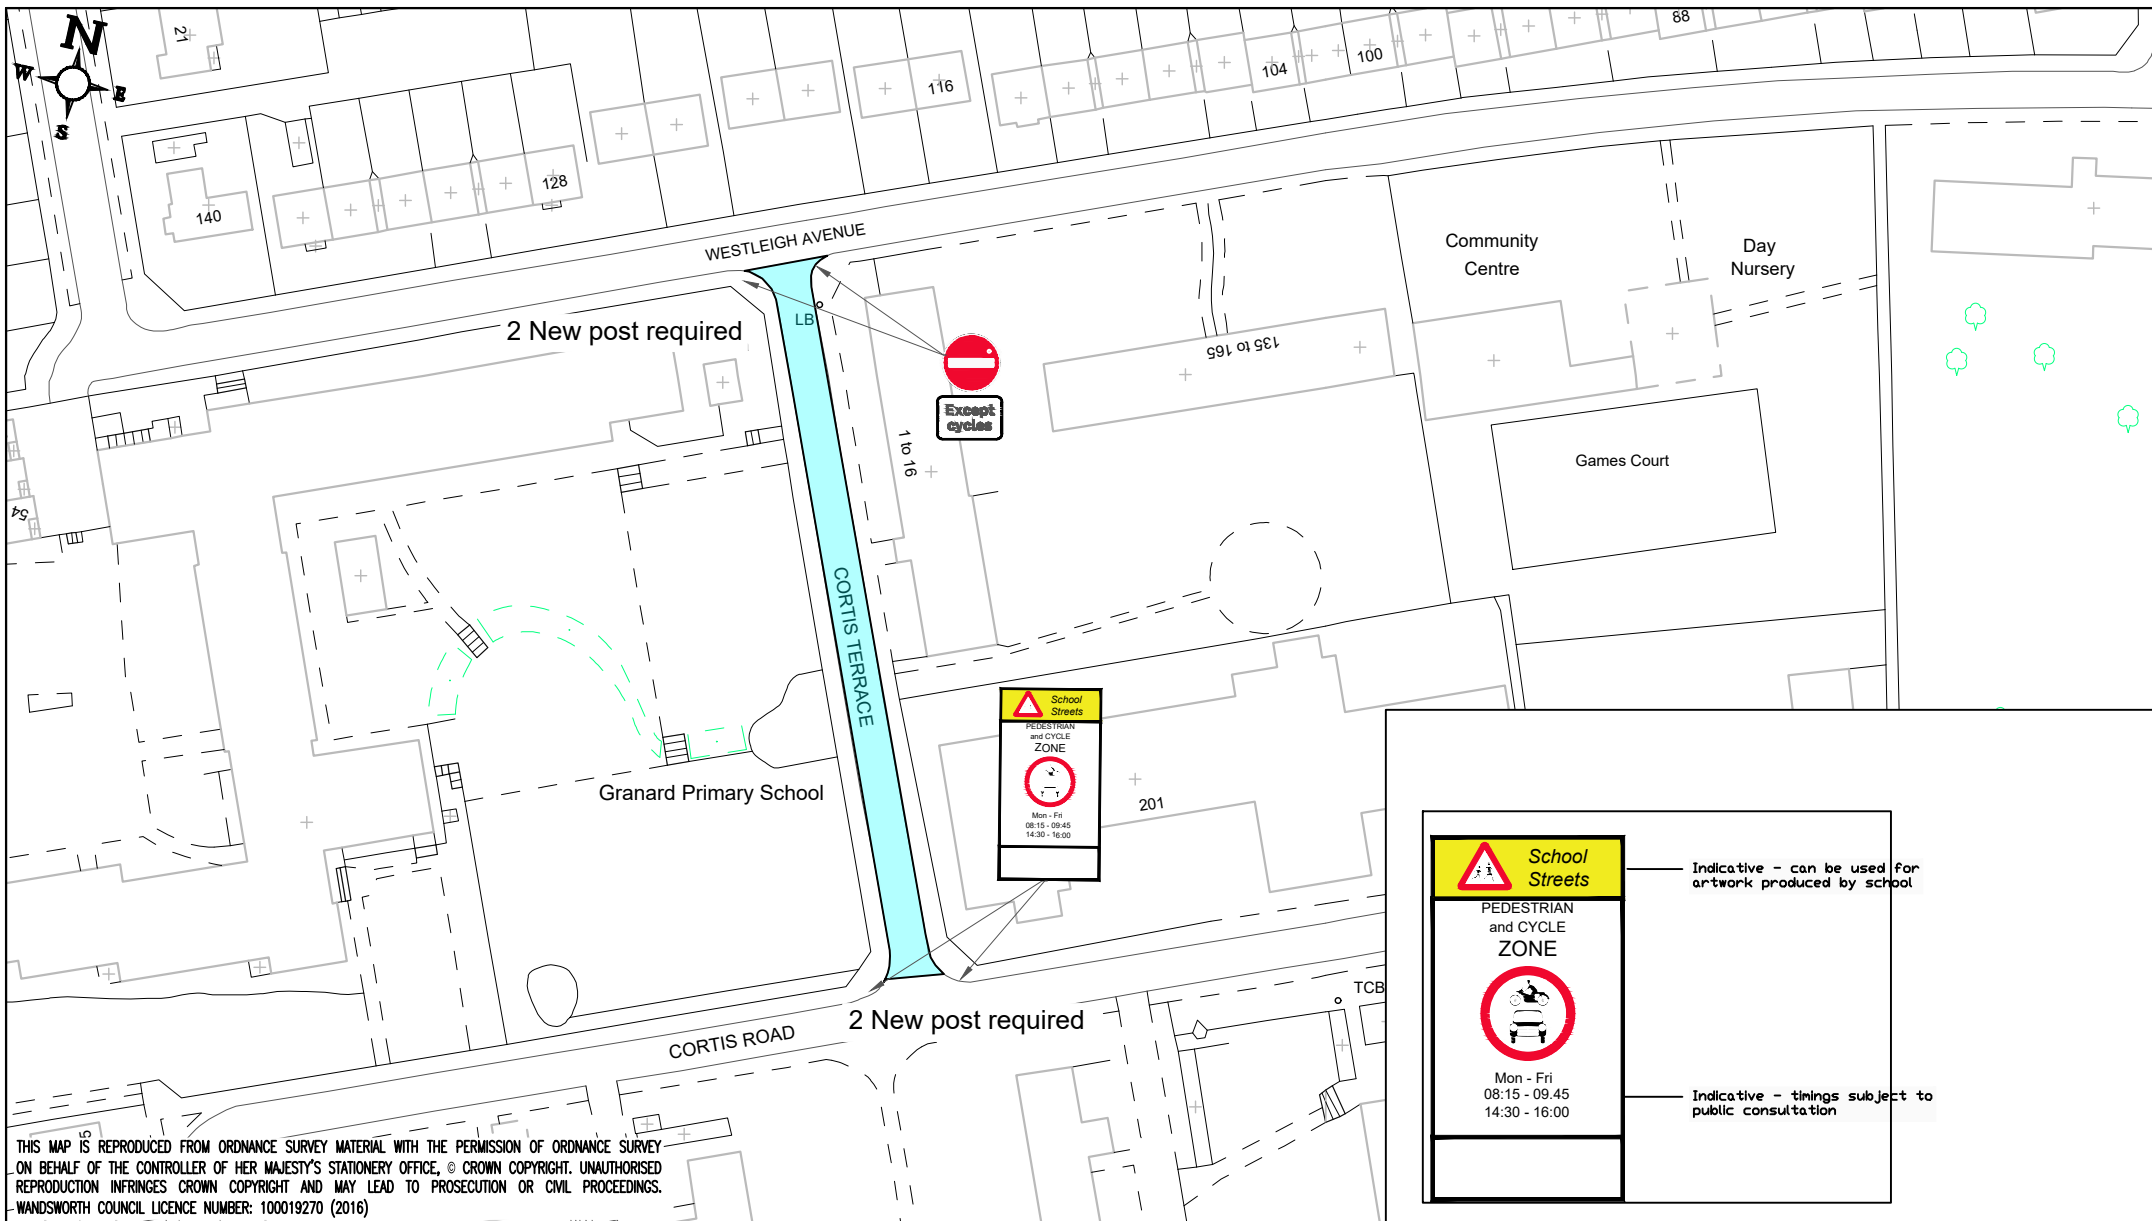 N
W
E
S
21
88
100
104
116
128
140
WESTLEIGH AVENUE
Community
Centre
Day
Nursery
2 New post required
LB
135 to 165
Except
cycles
1 to 16
Games Court
54
CORTIS TERRACE
School
Streets
PEDESTRIAN
and CYCLE
ZONE
Mon - Fri
08:15 - 09:45
14:30 - 16:00
Granard Primary School
201
2 New post required
CORTIS ROAD
TCB
School
Streets
PEDESTRIAN
and CYCLE
ZONE
Mon - Fri
08:15 - 09.45
14:30 - 16:00
Indicative - can be used for
artwork produced by school
Indicative - timings subject to
public consultation
THIS MAP IS REPRODUCED FROM ORDNANCE SURVEY MATERIAL WITH THE PERMISSION OF ORDNANCE SURVEY
ON BEHALF OF THE CONTROLLER OF HER MAJESTY'S STATIONERY OFFICE, © CROWN COPYRIGHT. UNAUTHORISED
REPRODUCTION INFRINGES CROWN COPYRIGHT AND MAY LEAD TO PROSECUTION OR CIVIL PROCEEDINGS.
WANDSWORTH COUNCIL LICENCE NUMBER: 100019270 (2016)